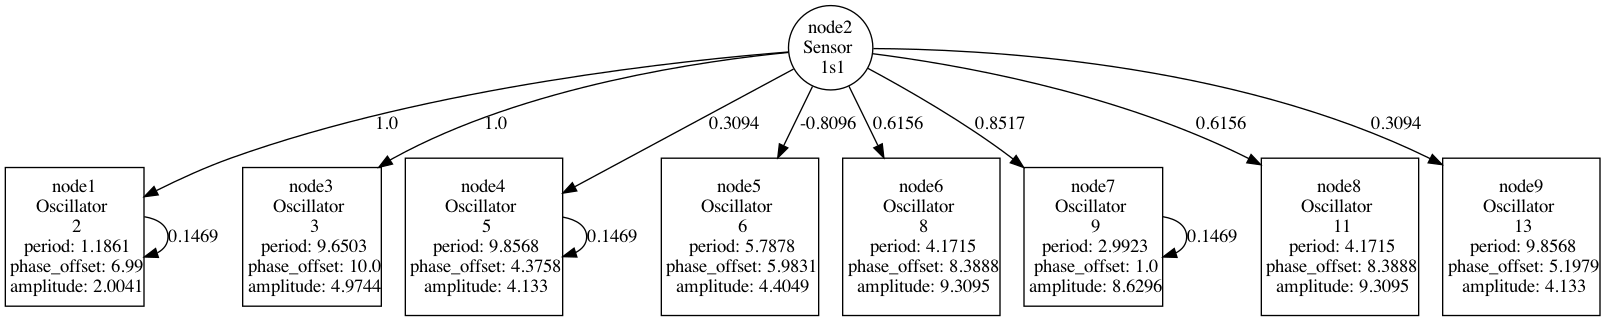 node2
Sensor
1s1
1.0
1.0
0.3094
-0.8096
0.6156
0.8517
0.6156
0.3094
node1
Oscillator
2
period: 1.1861
phase_offset: 6.99
amplitude: 2.0041
0.1469
node3
Oscillator
3
period: 9.6503
phase_offset: 10.0
amplitude: 4.9744
node4
Oscillator
5
period: 9.8568
phase_offset: 4.3758
amplitude: 4.133
0.1469
node5
Oscillator
6
period: 5.7878
phase_offset: 5.9831
amplitude: 4.4049
node6
Oscillator
8
period: 4.1715
phase_offset: 8.3888
amplitude: 9.3095
node7
Oscillator
9
period: 2.9923
phase_offset: 1.0
amplitude: 8.6296
0.1469
node8
Oscillator
11
period: 4.1715
phase_offset: 8.3888
amplitude: 9.3095
node9
Oscillator
13
period: 9.8568
phase_offset: 5.1979
amplitude: 4.133